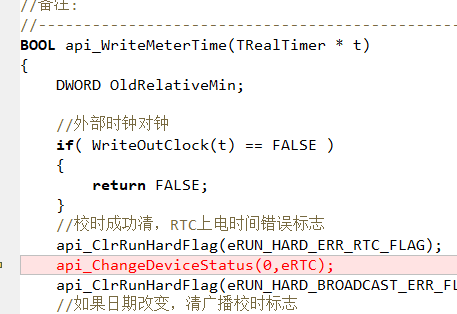 //备注:
//----------------------------------------------
BOOL api_WriteMeterTime(TRealTimer * t)
{
DWORD OldRelativeMin;
//外部时钟对钟
if( WriteOutClock(t) == FALSE )
{
return FALSE;
}
//校时成功清, RTC上电时间错误标志
api_ClrRunHardFlag(eRUN_HARD_ERR_RTC_FLAG);
api_ChangeDeviceStatus(0,eRTC);
api_ClrRunHardFlag(eRUN_HARD_BROADCAST_ERR_FL
//如果日期改变, 清广播校时标志